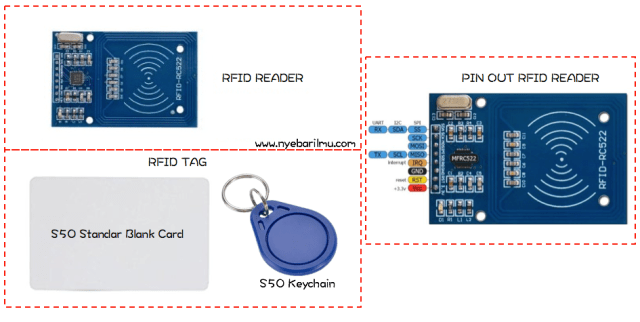 RFID READER
RFID-RC522
www.nyebarilmu.com
RFID TAG
S50 Standar Blank Card
S50 Keychain
PIN OUT RFID READER
UART I2C SPI
RX SDA SS
SCK
MOSI
TX SCL MISO
Interrupt IRQ
GND
reset RST
+3.3v
MFRC522
RFID-RC522